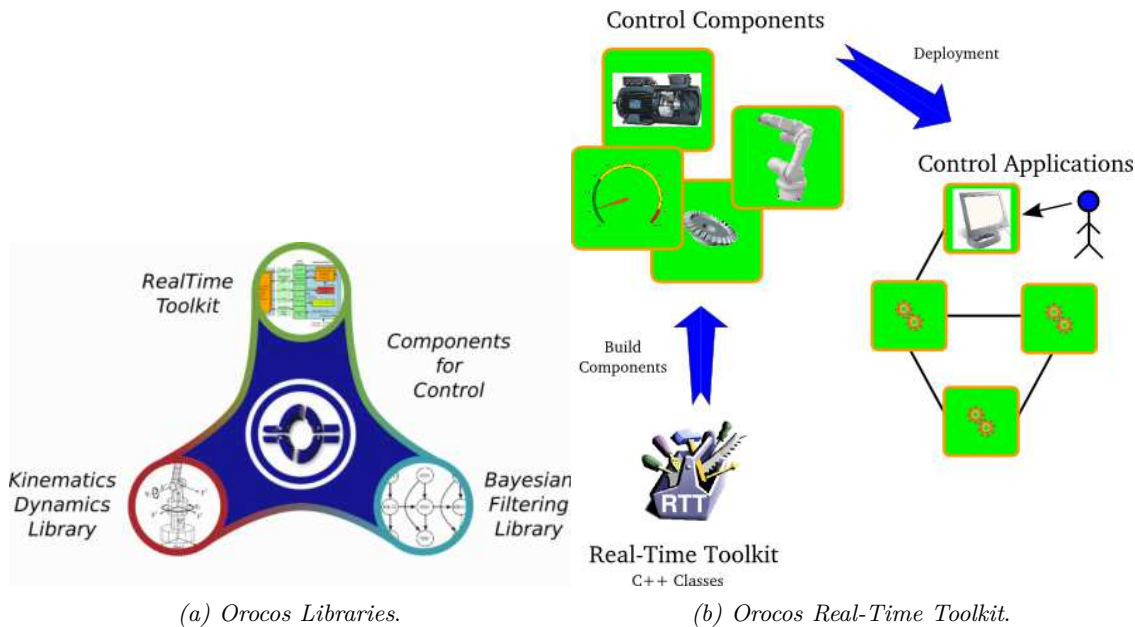 RealTime
Toolkit
Components
for
Control
Kinematics
Dynamics
Library
Bayesian
Filtering
Library
(a) Orocos Libraries.
Control Components
Deployment
Control Applications
Build
Components
RTT
Real-Time Toolkit
C++ Classes
(b) Orocos Real-Time Toolkit.